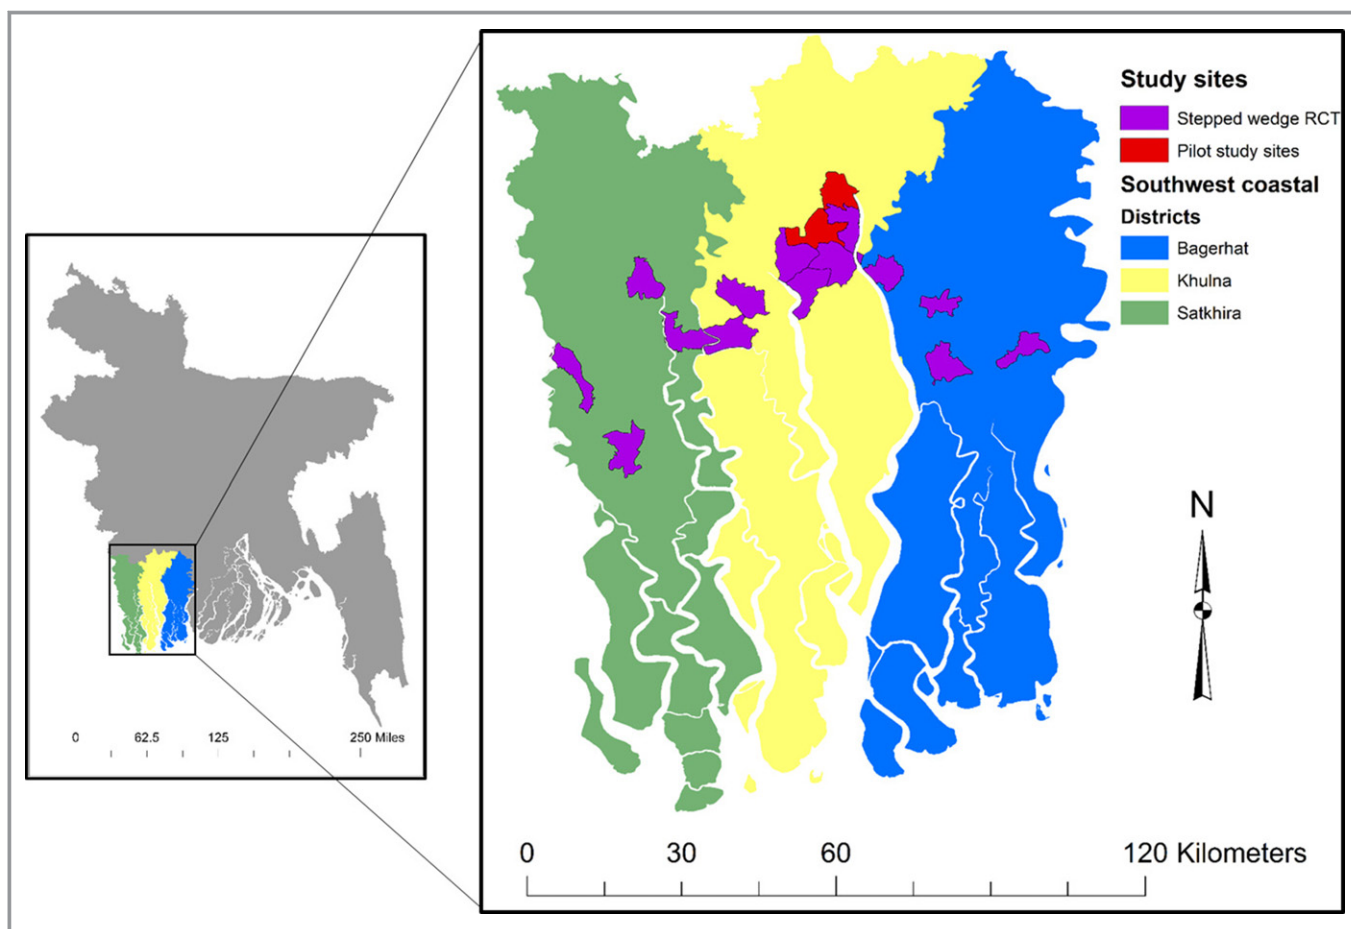 Study sites
Stepped wedge RCT
Pilot study sites
Southwest coastal
Districts
Bagerhat
Khulna
Satkhira
N
0 62.5 125 250 Miles
0 30 60 120 Kilometers